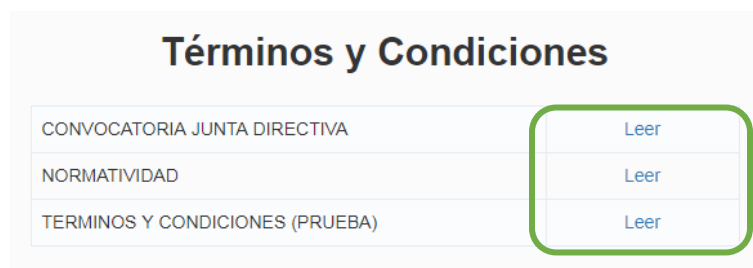 Términos y Condiciones
CONVOCATORIA JUNTA DIRECTIVA Leer
NORMATIVIDAD Leer
TERMINOS Y CONDICIONES (PRUEBA) Leer